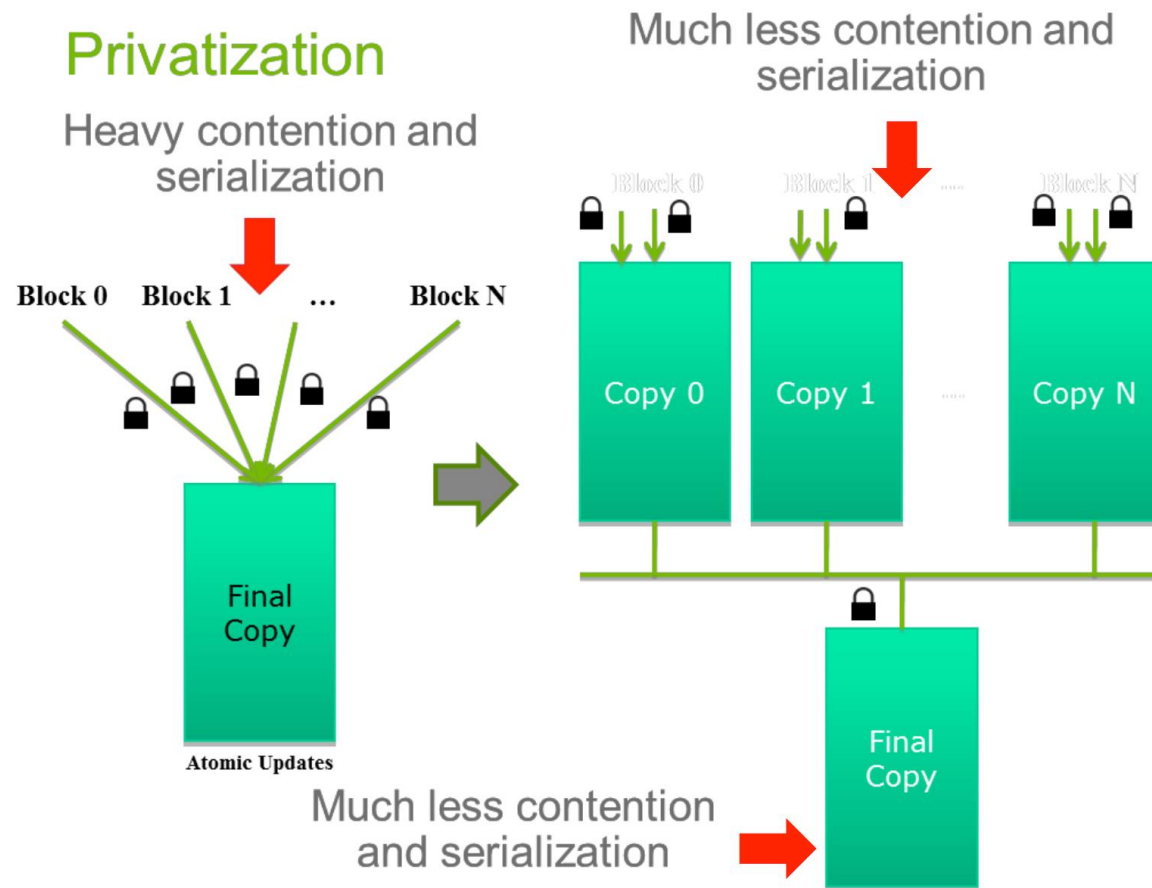 Privatization
Heavy contention and
serialization
Block 0 Block 1 ... Block N
Final
Copy
Atomic Updates
Much less contention and
serialization
Block 0 Block 1 ..... Block N
Copy 0 Copy 1 ..... Copy N
Final
Copy
Much less contention
and serialization